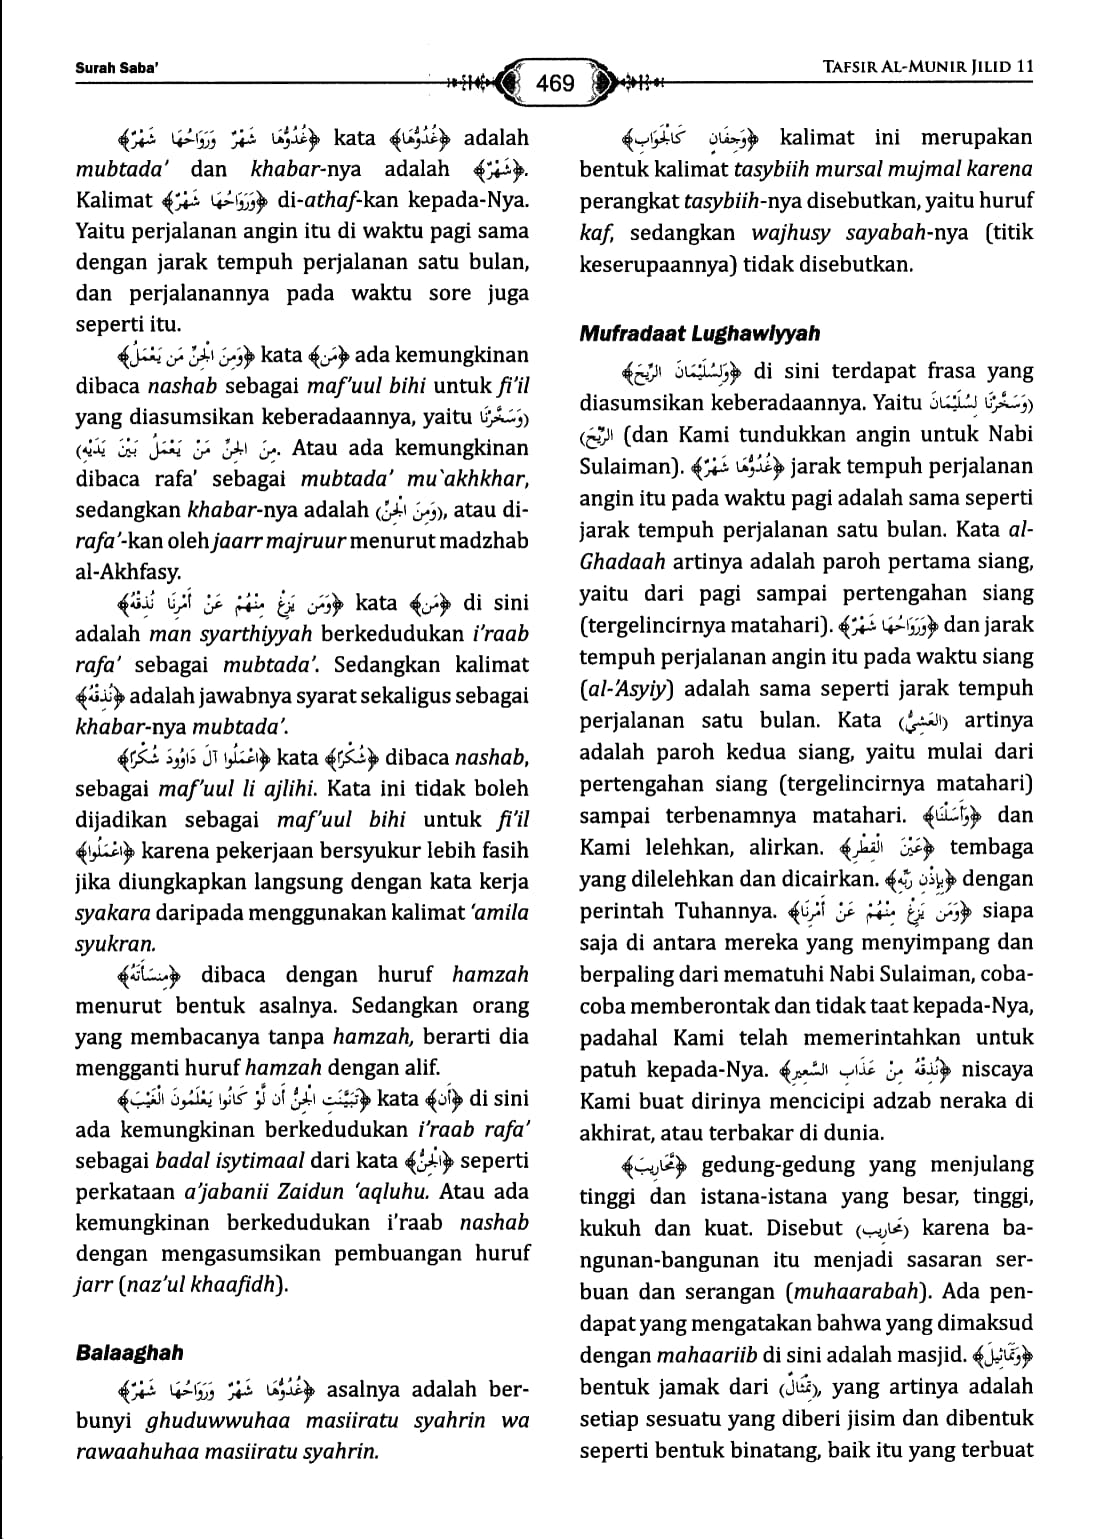 Surah Saba’
469
TAFSIR AL-MUNIR JILID 11
﴿غُدُوُّهَا شَهْرٌ وَرَوَاحُهَا شَهْرٌ﴾ kata ﴿غُدُوُّهَا﴾ adalah
mubtada’ dan khabar-nya adalah ﴿شَهْرٌ﴾.
Kalimat ﴿وَرَوَاحُهَا شَهْرٌ﴾ di-athaf-kan kepada-Nya.
Yaitu perjalanan angin itu di waktu pagi sama
dengan jarak tempuh perjalanan satu bulan,
dan perjalanannya pada waktu sore juga
seperti itu.
﴿وَمِنَ الْجِنِّ مَن يَعْمَلُ﴾ kata ﴿مَن﴾ ada kemungkinan
dibaca nashab sebagai maf’uul bihi untuk fi’il
yang diasumsikan keberadaannya, yaitu (وَسَخَّرْنَا
مِنَ الْجِنِّ مَنْ يَعْمَلُ بَيْنَ يَدَيْهِ). Atau ada kemungkinan
dibaca rafa’ sebagai mubtada’ mu`akhkhar,
sedangkan khabar-nya adalah (وَمِنَ الْجِنِّ), atau di-
rafa’-kan oleh jaarr majruur menurut madzhab
al-Akhfasy.
﴿وَمَن يَزِغْ مِنْهُمْ عَنْ أَمْرِنَا نُذِقْهُ﴾ kata ﴿مَن﴾ di sini
adalah man syarthiyyah berkedudukan i’raab
rafa’ sebagai mubtada’. Sedangkan kalimat
﴿نُذِقْهُ﴾ adalah jawabnya syarat sekaligus sebagai
khabar-nya mubtada’.
﴿اعْمَلُوا آلَ دَاوُودَ شُكْرًا﴾ kata ﴿شُكْرًا﴾ dibaca nashab,
sebagai maf’uul li ajlihi. Kata ini tidak boleh
dijadikan sebagai maf’uul bihi untuk fi’il
﴿اعْمَلُوا﴾ karena pekerjaan bersyukur lebih fasih
jika diungkapkan langsung dengan kata kerja
syakara daripada menggunakan kalimat ‘amila
syukran.
﴿مِنسَأَتَهُ﴾ dibaca dengan huruf hamzah
menurut bentuk asalnya. Sedangkan orang
yang membacanya tanpa hamzah, berarti dia
mengganti huruf hamzah dengan alif.
﴿تَبَيَّنَتِ الْجِنُّ أَن لَّوْ كَانُوا يَعْلَمُونَ الْغَيْبَ﴾ kata ﴿أَن﴾ di sini
ada kemungkinan berkedudukan i’raab rafa’
sebagai badal isytimaal dari kata ﴿الْجِنُّ﴾ seperti
perkataan a’jabanii Zaidun ‘aqluhu. Atau ada
kemungkinan berkedudukan i’raab nashab
dengan mengasumsikan pembuangan huruf
jarr (naz’ul khaafidh).
Balaaghah
﴿غُدُوُّهَا شَهْرٌ وَرَوَاحُهَا شَهْرٌ﴾ asalnya adalah ber-
bunyi ghuduwwuhaa masiiratu syahrin wa
rawaahuhaa masiiratu syahrin.
﴿وَجِفَانٍ كَالْجَوَابِ﴾ kalimat ini merupakan
bentuk kalimat tasybiih mursal mujmal karena
perangkat tasybiih-nya disebutkan, yaitu huruf
kaf, sedangkan wajhusy sayabah-nya (titik
keserupaannya) tidak disebutkan.
Mufradaat Lughawiyyah
﴿وَلِسُلَيْمَانَ الرِّيحَ﴾ di sini terdapat frasa yang
diasumsikan keberadaannya. Yaitu (وَسَخَّرْنَا لِسُلَيْمَانَ
الرِّيْحَ) (dan Kami tundukkan angin untuk Nabi
Sulaiman). ﴿غُدُوُّهَا شَهْرٌ﴾ jarak tempuh perjalanan
angin itu pada waktu pagi adalah sama seperti
jarak tempuh perjalanan satu bulan. Kata al-
Ghadaah artinya adalah paroh pertama siang,
yaitu dari pagi sampai pertengahan siang
(tergelincirnya matahari). ﴿وَرَوَاحُهَا شَهْرٌ﴾ dan jarak
tempuh perjalanan angin itu pada waktu siang
(al-’Asyiy) adalah sama seperti jarak tempuh
perjalanan satu bulan. Kata (العَشِيُّ) artinya
adalah paroh kedua siang, yaitu mulai dari
pertengahan siang (tergelincirnya matahari)
sampai terbenamnya matahari. ﴿وَأَسَلْنَا﴾ dan
Kami lelehkan, alirkan. ﴿عَيْنَ الْقِطْرِ﴾ tembaga
yang dilelehkan dan dicairkan. ﴿بِإِذْنِ رَبِّهِ﴾ dengan
perintah Tuhannya. ﴿وَمَن يَزِغْ مِنْهُمْ عَنْ أَمْرِنَا﴾ siapa
saja di antara mereka yang menyimpang dan
berpaling dari mematuhi Nabi Sulaiman, coba-
coba memberontak dan tidak taat kepada-Nya,
padahal Kami telah memerintahkan untuk
patuh kepada-Nya. ﴿نُذِقْهُ مِنْ عَذَابِ السَّعِيرِ﴾ niscaya
Kami buat dirinya mencicipi adzab neraka di
akhirat, atau terbakar di dunia.
﴿مَّحَارِيبَ﴾ gedung-gedung yang menjulang
tinggi dan istana-istana yang besar, tinggi,
kukuh dan kuat. Disebut (مَحَارِيب) karena ba-
ngunan-bangunan itu menjadi sasaran ser-
buan dan serangan (muhaarabah). Ada pen-
dapat yang mengatakan bahwa yang dimaksud
dengan mahaariib di sini adalah masjid. ﴿وَتَمَاثِيلَ﴾
bentuk jamak dari (تِمْثَالٌ), yang artinya adalah
setiap sesuatu yang diberi jisim dan dibentuk
seperti bentuk binatang, baik itu yang terbuat